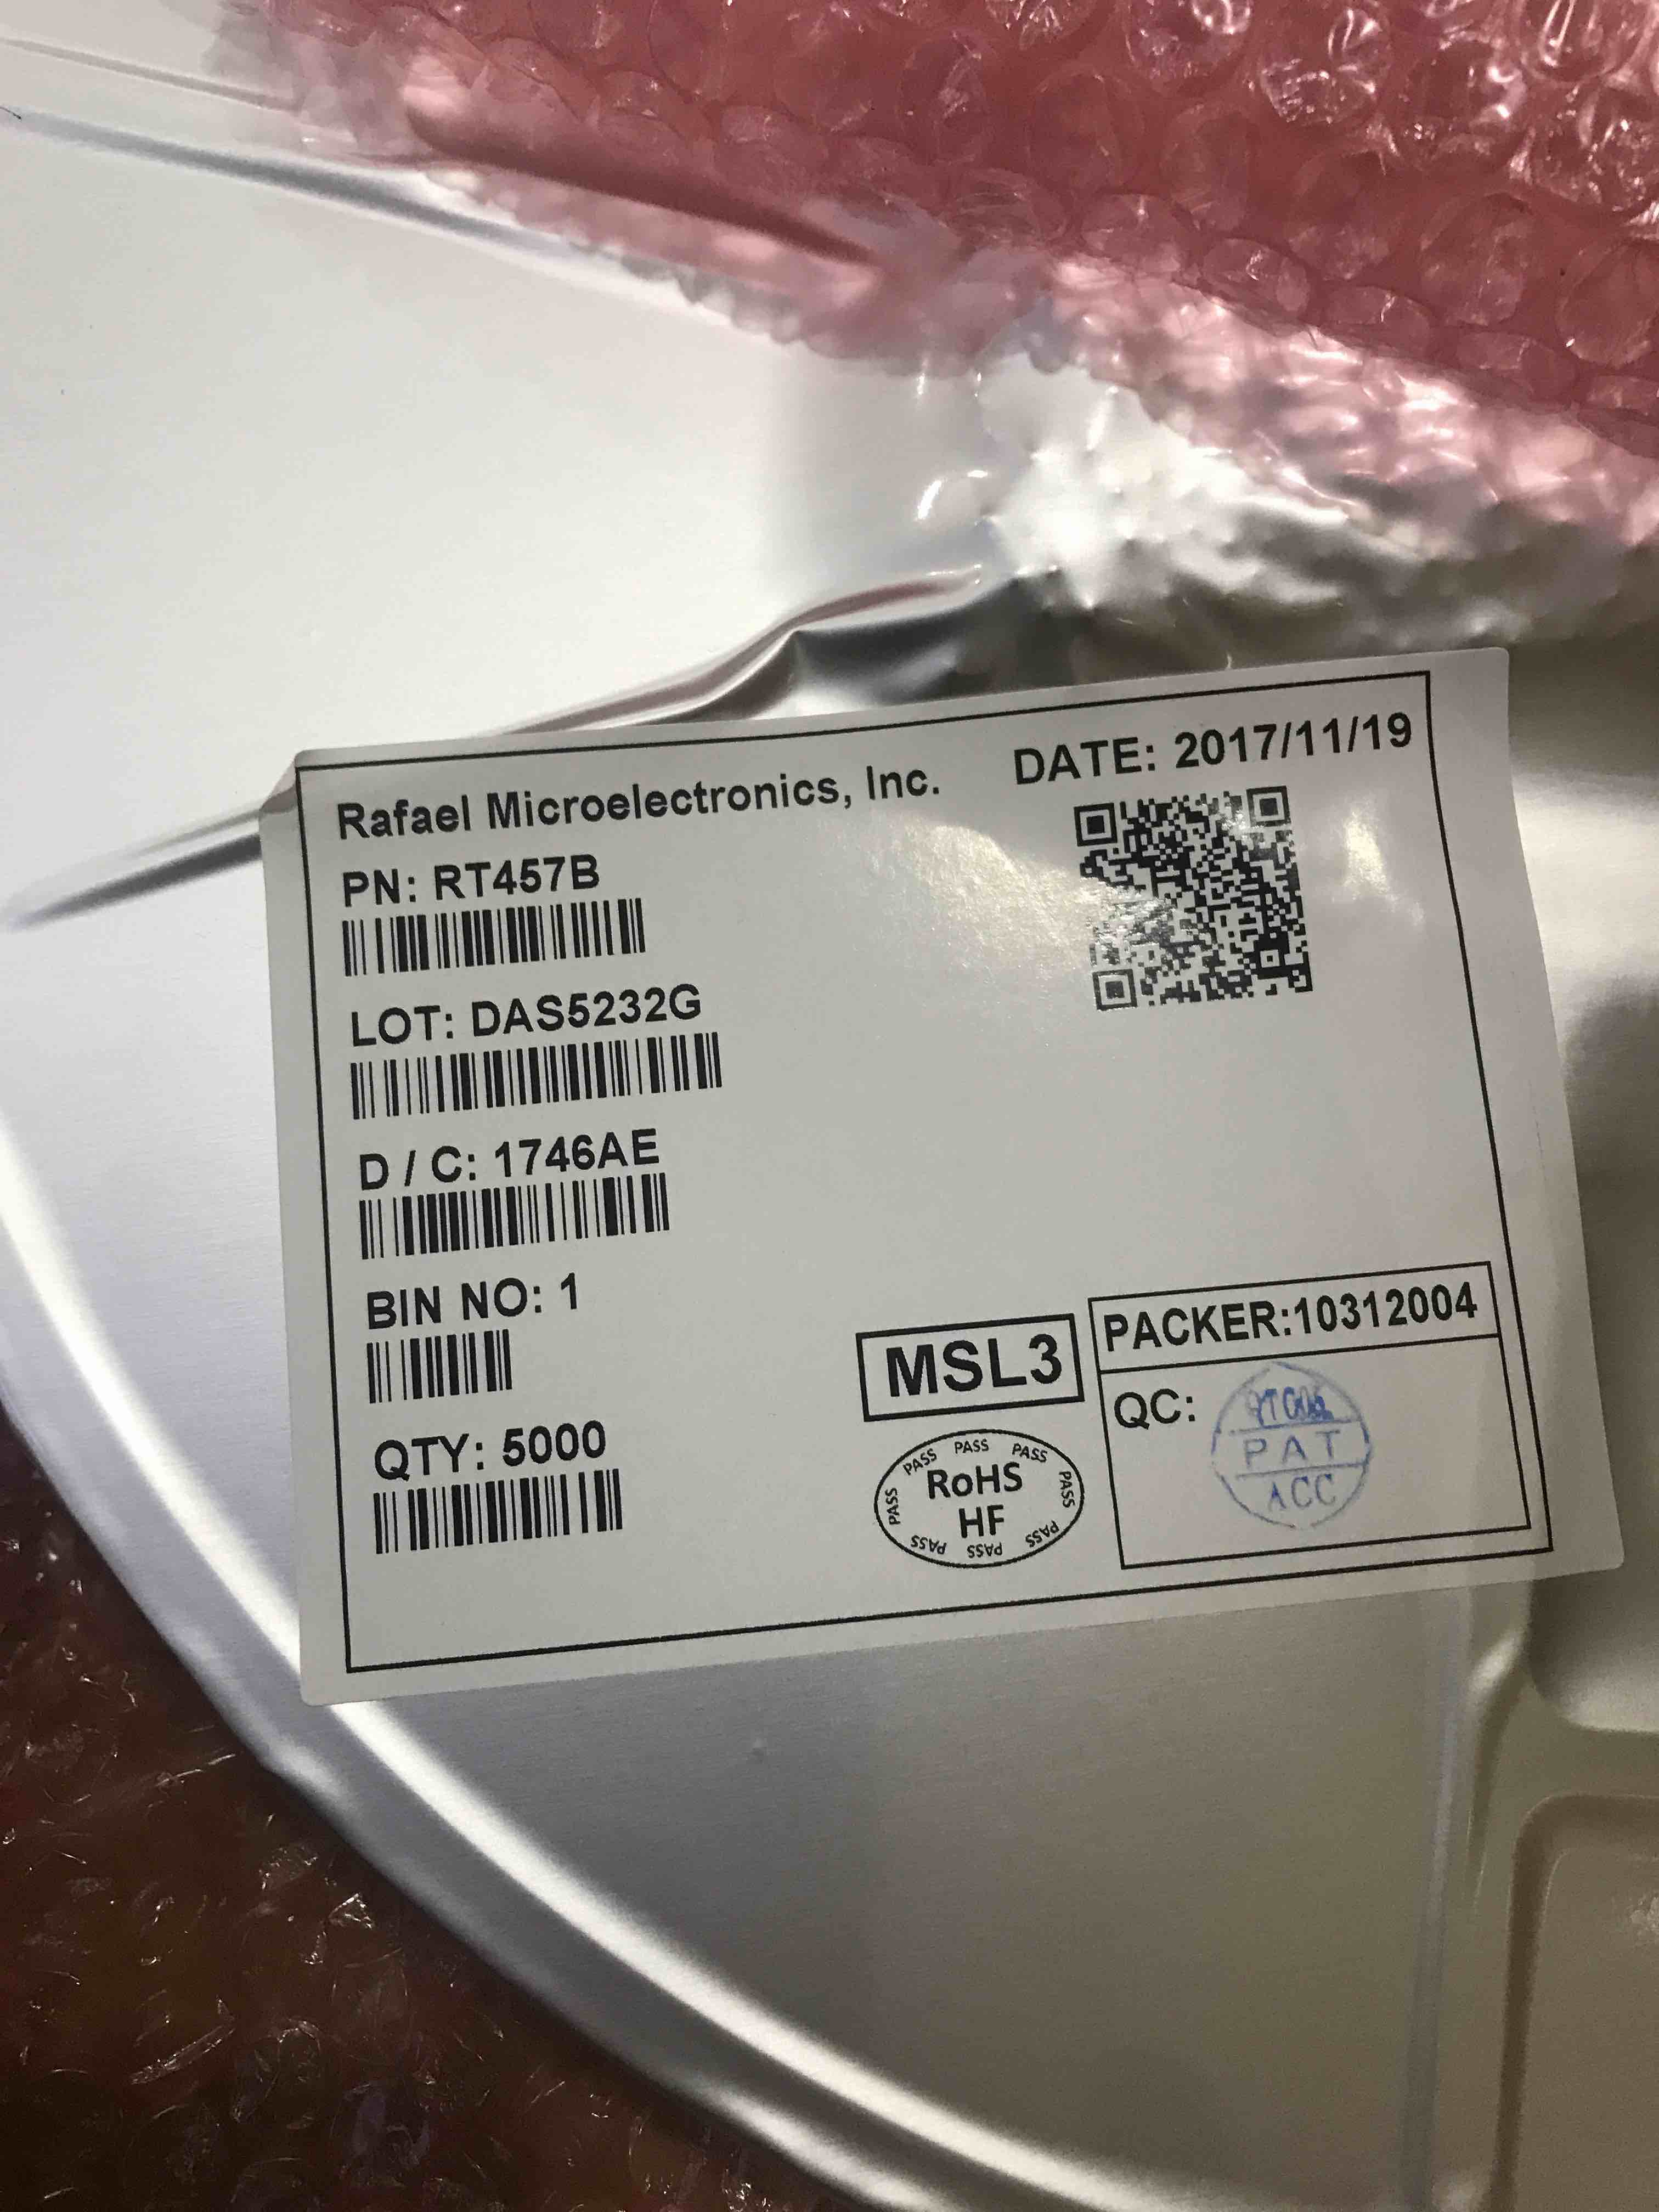 Rafael Microelectronics, Inc.
DATE: 2017/11/19
PN: RT457B
LOT: DAS5232G
D / C: 1746AE
BIN NO: 1
QTY: 5000
MSL3
PASS PASS PASS PASS PASS PASS PASS PASS
RoHS
HF
PACKER:10312004
QC:
PAT
ACC